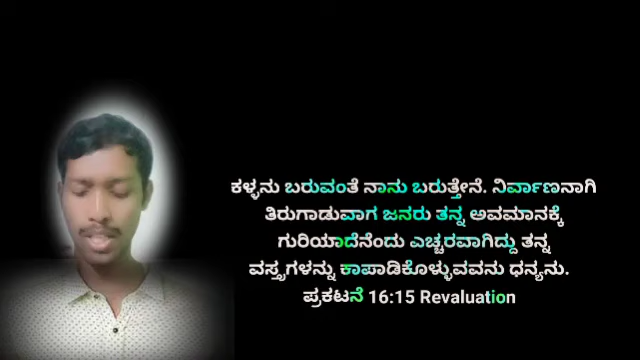 ಕಳ್ಳನು ಬರುವಂತೆ ನಾನು ಬರುತ್ತೇನೆ. ನಿರ್ವಾಣನಾಗಿ
ತಿರುಗಾಡುವಾಗ ಜನರು ತನ್ನ ಅವಮಾನಕ್ಕೆ
ಗುರಿಯಾದೆನೆಂದು ಎಚ್ಚರವಾಗಿದ್ದು ತನ್ನ
ವಸ್ತ್ರಗಳನ್ನು ಕಾಪಾಡಿಕೊಳ್ಳುವವನು ಧನ್ಯನು.
ಪ್ರಕಟನೆ 16:15 Revaluation